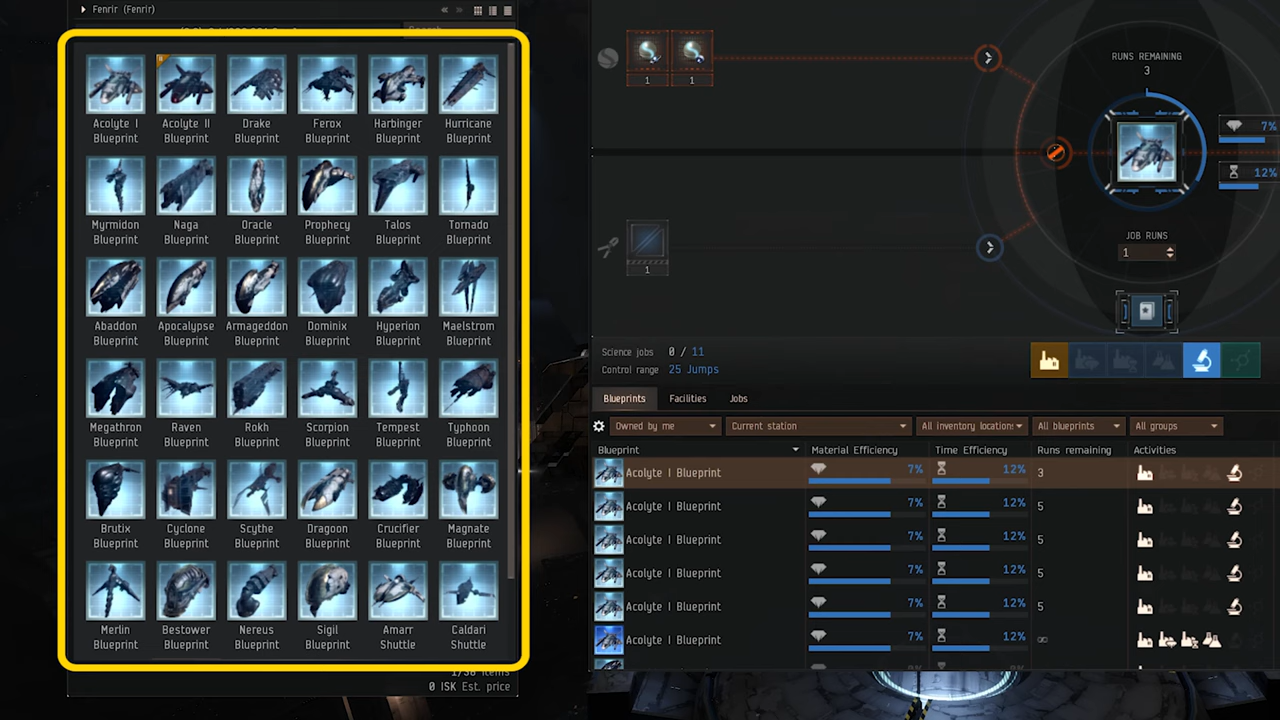 Fenrir (Fenrir)
Acolyte I Blueprint
Acolyte II Blueprint
Drake Blueprint
Ferox Blueprint
Harbinger Blueprint
Hurricane Blueprint
Myrmidon Blueprint
Naga Blueprint
Oracle Blueprint
Prophecy Blueprint
Talos Blueprint
Tornado Blueprint
Abaddon Blueprint
Apocalypse Blueprint
Armageddon Blueprint
Dominix Blueprint
Hyperion Blueprint
Maelstrom Blueprint
Megathron Blueprint
Raven Blueprint
Rokh Blueprint
Scorpion Blueprint
Tempest Blueprint
Typhoon Blueprint
Brutix Blueprint
Cyclone Blueprint
Scythe Blueprint
Dragoon Blueprint
Crucifier Blueprint
Magnate Blueprint
Merlin Blueprint
Bestower Blueprint
Nereus Blueprint
Sigil Blueprint
Amarr Shuttle
Caldari Shuttle
1/38 items
0 ISK Est. price
1 1
RUNS REMAINING
3
7%
12%
JOB RUNS
1
1
Science jobs 0 / 11
Control range 25 Jumps
Blueprints Facilities Jobs
Owned by me Current station All inventory locations All blueprints All groups
Blueprint Material Efficiency Time Efficiency Runs remaining Activities
Acolyte I Blueprint 7% 12% 3
Acolyte I Blueprint 7% 12% 5
Acolyte I Blueprint 7% 12% 5
Acolyte I Blueprint 7% 12% 5
Acolyte I Blueprint 7% 12% 5
Acolyte I Blueprint 7% 12% ∞